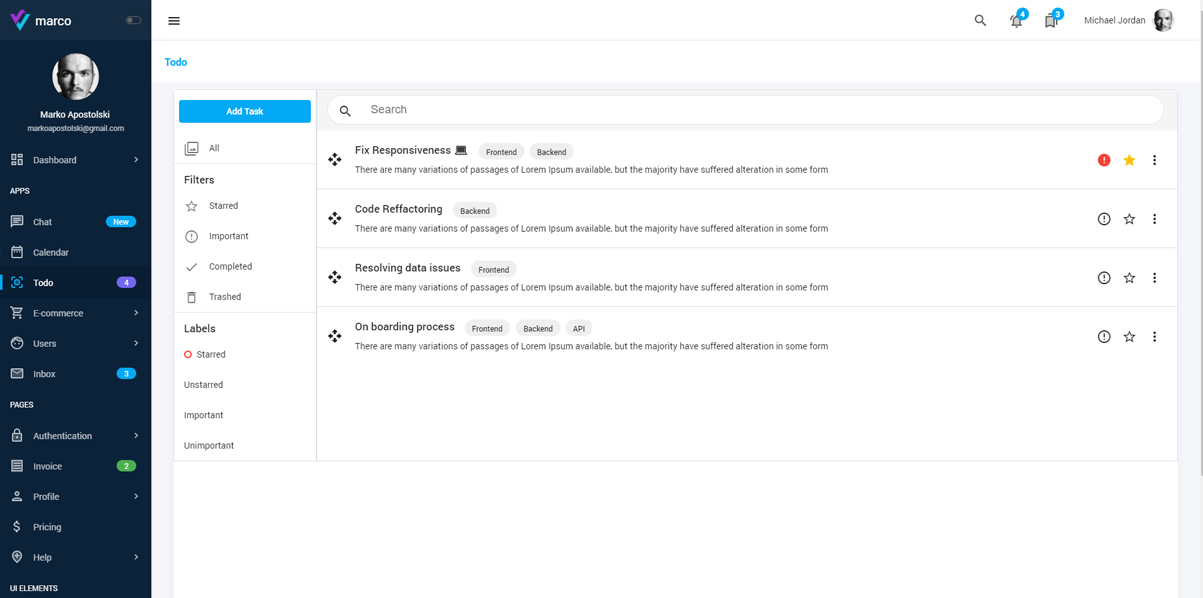 marco
Marko Apostolski
markoapostolski@gmail.com
Dashboard
APPS
Chat New
Calendar
Todo 4
E-commerce
Users
Inbox 3
PAGES
Authentication
Invoice 2
Profile
Pricing
Help
UI ELEMENTS
4 3 Michael Jordan
Todo
Add Task
All
Filters
Starred
Important
Completed
Trashed
Labels
Starred
Unstarred
Important
Unimportant
Search
Fix Responsiveness 💻 Frontend Backend
There are many variations of passages of Lorem Ipsum available, but the majority have suffered alteration in some form
Code Reffactoring Backend
There are many variations of passages of Lorem Ipsum available, but the majority have suffered alteration in some form
Resolving data issues Frontend
There are many variations of passages of Lorem Ipsum available, but the majority have suffered alteration in some form
On boarding process Frontend Backend API
There are many variations of passages of Lorem Ipsum available, but the majority have suffered alteration in some form